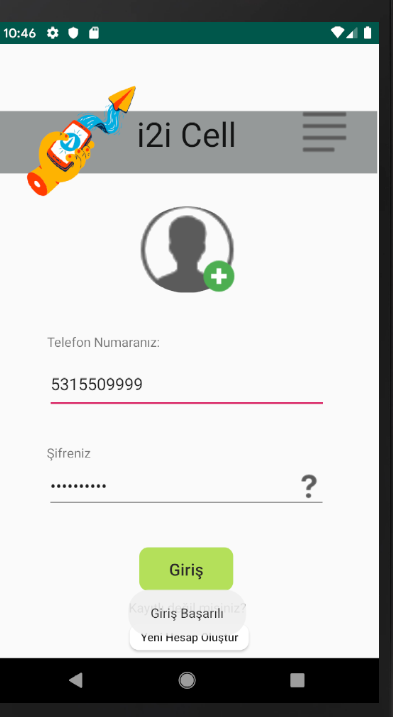 10:46
i2i Cell
Telefon Numaranız:
5315509999
Şifreniz
••••••••••
?
Giriş
Giriş Başarılı
Yeni Hesap Oluştur